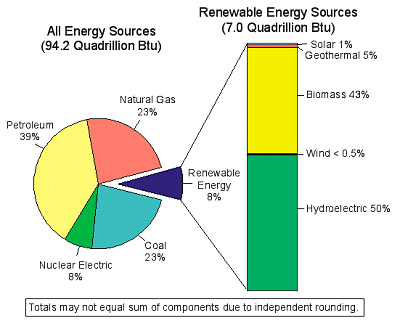 All Energy Sources
(94.2 Quadrillion Btu)
Renewable Energy Sources
(7.0 Quadrillion Btu)
Natural Gas
23%
Petroleum
39%
Renewable
Energy
8%
Nuclear Electric
8%
Coal
23%
Solar 1%
Geothermal 5%
Biomass 43%
Wind < 0.5%
Hydroelectric 50%
Totals may not equal sum of components due to independent rounding.